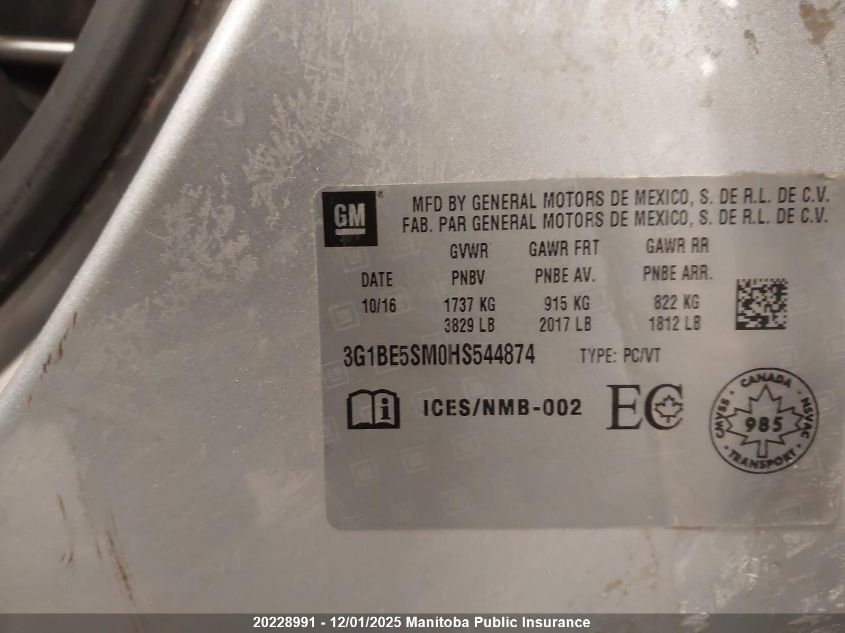 GM
MFD BY GENERAL MOTORS DE MEXICO, S. DE R.L. DE C.V.
FAB. PAR GENERAL MOTORS DE MEXICO, S. DE R.L. DE C.V.
GVWR GAWR FRT GAWR RR
DATE PNBV PNBE AV. PNBE ARR.
10/16 1737 KG 915 KG 822 KG
3829 LB 2017 LB 1812 LB
3G1BE5SM0HS544874 TYPE: PC/VT
ICES/NMB-002 EC
CANADA
CMVSS 985 NSVAC
TRANSPORT
20228991 - 12/01/2025 Manitoba Public Insurance